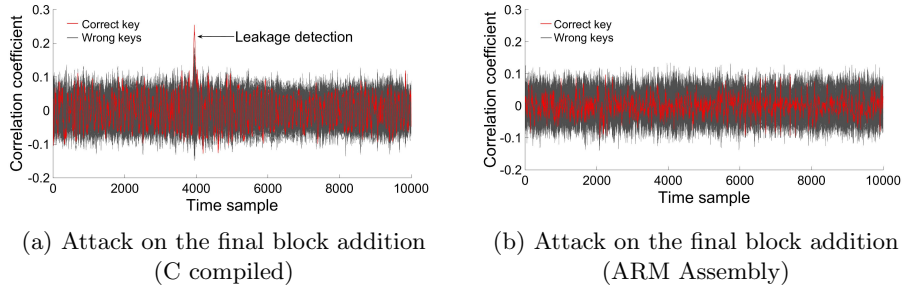 0.3
0.2
0.1
0
-0.1
-0.2
Correlation coefficient
Correct key
Wrong keys
Leakage detection
0 2000 4000 6000 8000 10000
Time sample
(a) Attack on the final block addition
(C compiled)
0.3
0.2
0.1
0
-0.1
-0.2
Correlation coefficient
Correct key
Wrong keys
0 2000 4000 6000 8000 10000
Time sample
(b) Attack on the final block addition
(ARM Assembly)